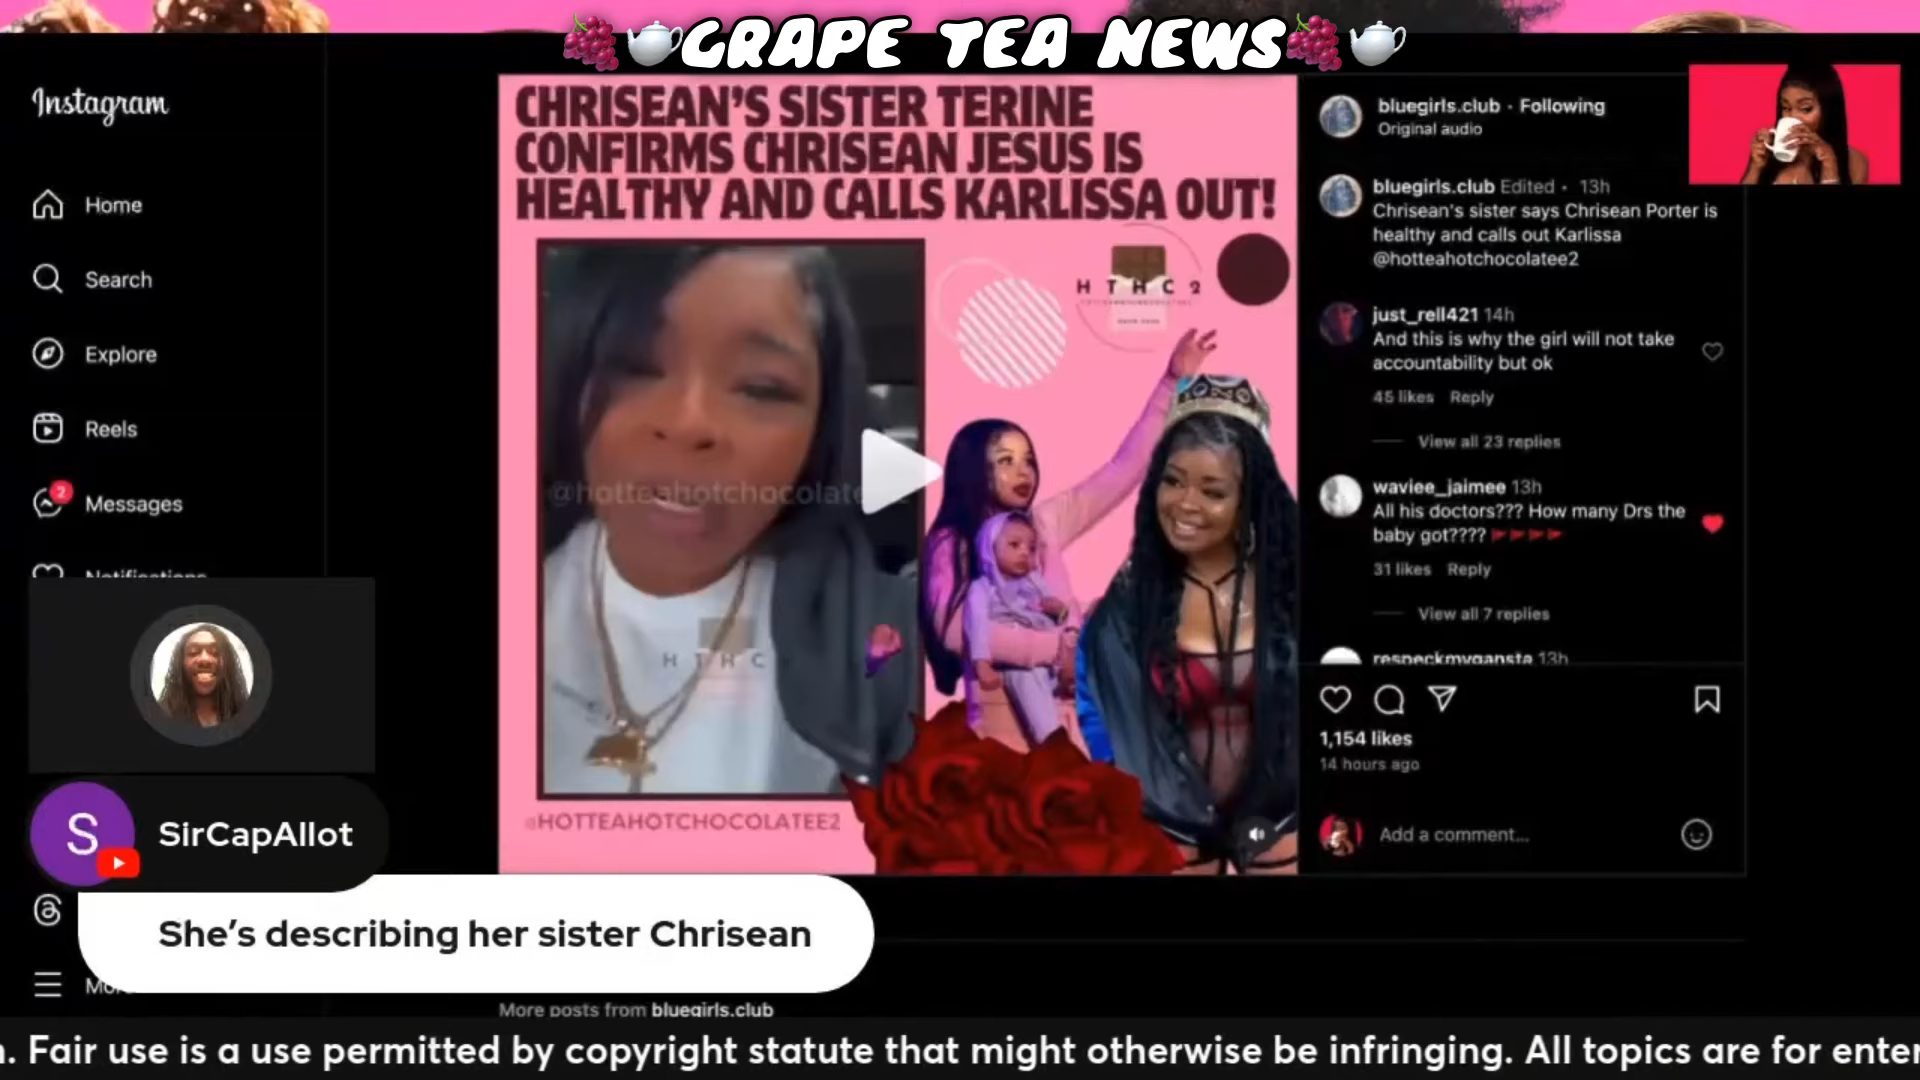 GRAPE TEA NEWS
Instagram
Home
Search
Explore
Reels
2
Messages
Notifications
CHRISEAN'S SISTER TERINE
CONFIRMS CHRISEAN JESUS IS
HEALTHY AND CALLS KARLISSA OUT!
H T H C 2
@hotteahotchocolate
H T H C
@HOTTEAHOTCHOCOLATEE2
bluegirls.club • Following
Original audio
bluegirls.club Edited • 13h
Chrisean's sister says Chrisean Porter is
healthy and calls out Karlissa
@hotteahotchocolatee2
just_rell421 14h
And this is why the girl will not take
accountability but ok
45 likes Reply
View all 23 replies
waviee_jaimee 13h
All his doctors??? How many Drs the
baby got????
31 likes Reply
View all 7 replies
respeckmygangsta 13h
1,154 likes
14 hours ago
Add a comment...
S
SirCapAllot
She's describing her sister Chrisean
More posts from bluegirls.club
. Fair use is a use permitted by copyright statute that might otherwise be infringing. All topics are for enter